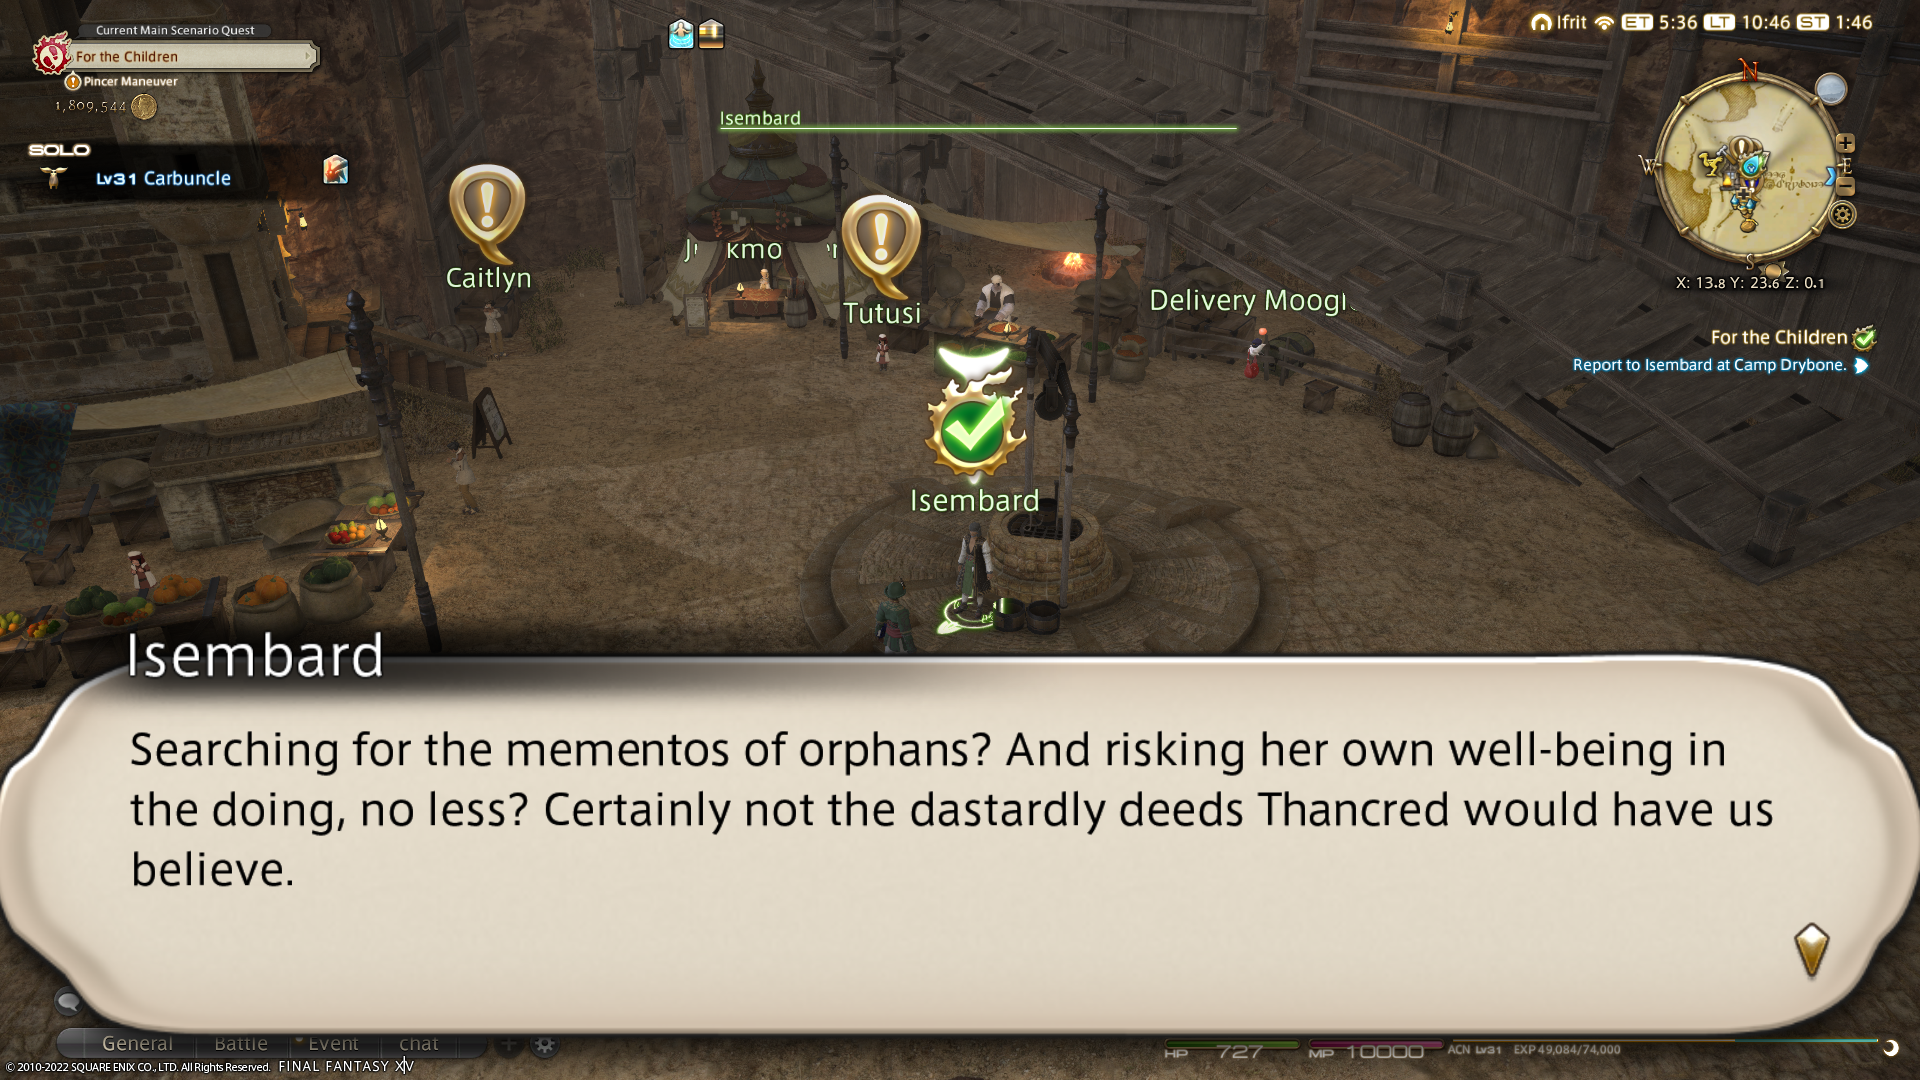 Current Main Scenario Quest
For the Children
Pincer Maneuver
1,809,544
SOLO
Lv31 Carbuncle
Ifrit ET 5:36 LT 10:46 ST 1:46
N
W
E
S
X: 13.8 Y: 23.6 Z: 0.1
For the Children
Report to Isembard at Camp Drybone.
Isembard
Caitlyn
Tutusi
Isembard
Isembard
Searching for the mementos of orphans? And risking her own well-being in
the doing, no less? Certainly not the dastardly deeds Thancred would have us
believe.
General Battle Event chat
HP 727 MP 10000 ACN Lv31 EXP 49,084/74,000
© 2010-2022 SQUARE ENIX CO., LTD. All Rights Reserved. FINAL FANTASY XIV